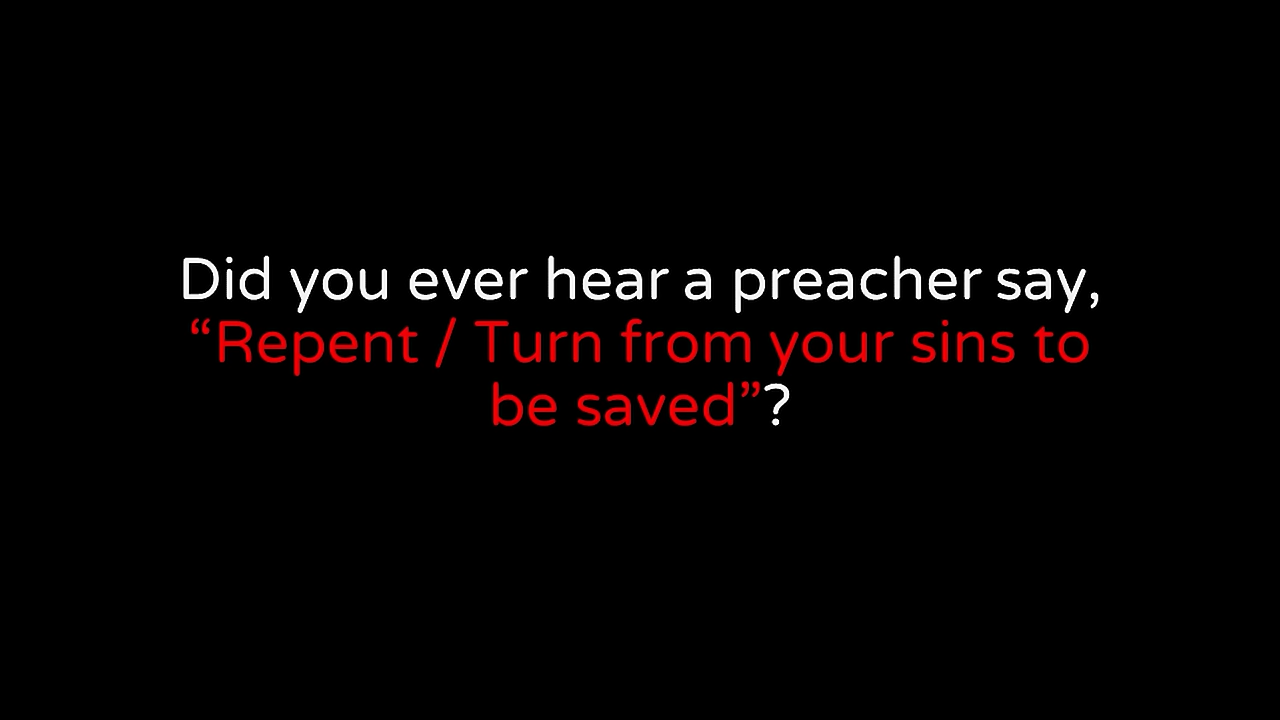 Did you ever hear a preacher say,
“Repent / Turn from your sins to
be saved”?